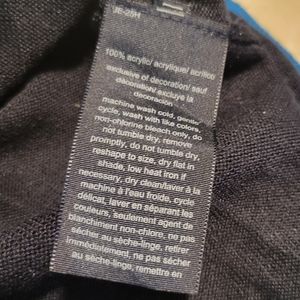 100% acrylic/ acrylique/ acrílico
exclusive of decoration/ sauf
décoration/ excluye la
decoración
machine wash cold, gentle
cycle, wash with like colors,
non-chlorine bleach only, do
not tumble dry, remove
promptly, do not tumble dry,
reshape to size, dry flat in
shade, low heat iron if
necessary, dry clean/laver à la
machine à l'eau froide, cycle
délicat, laver en séparant les
couleurs, seulement agent de
blanchiment non-chlore. ne pas
sécher au sèche-linge, retirer
immédiatement, ne pas
sécher au sèche-linge, remettre en